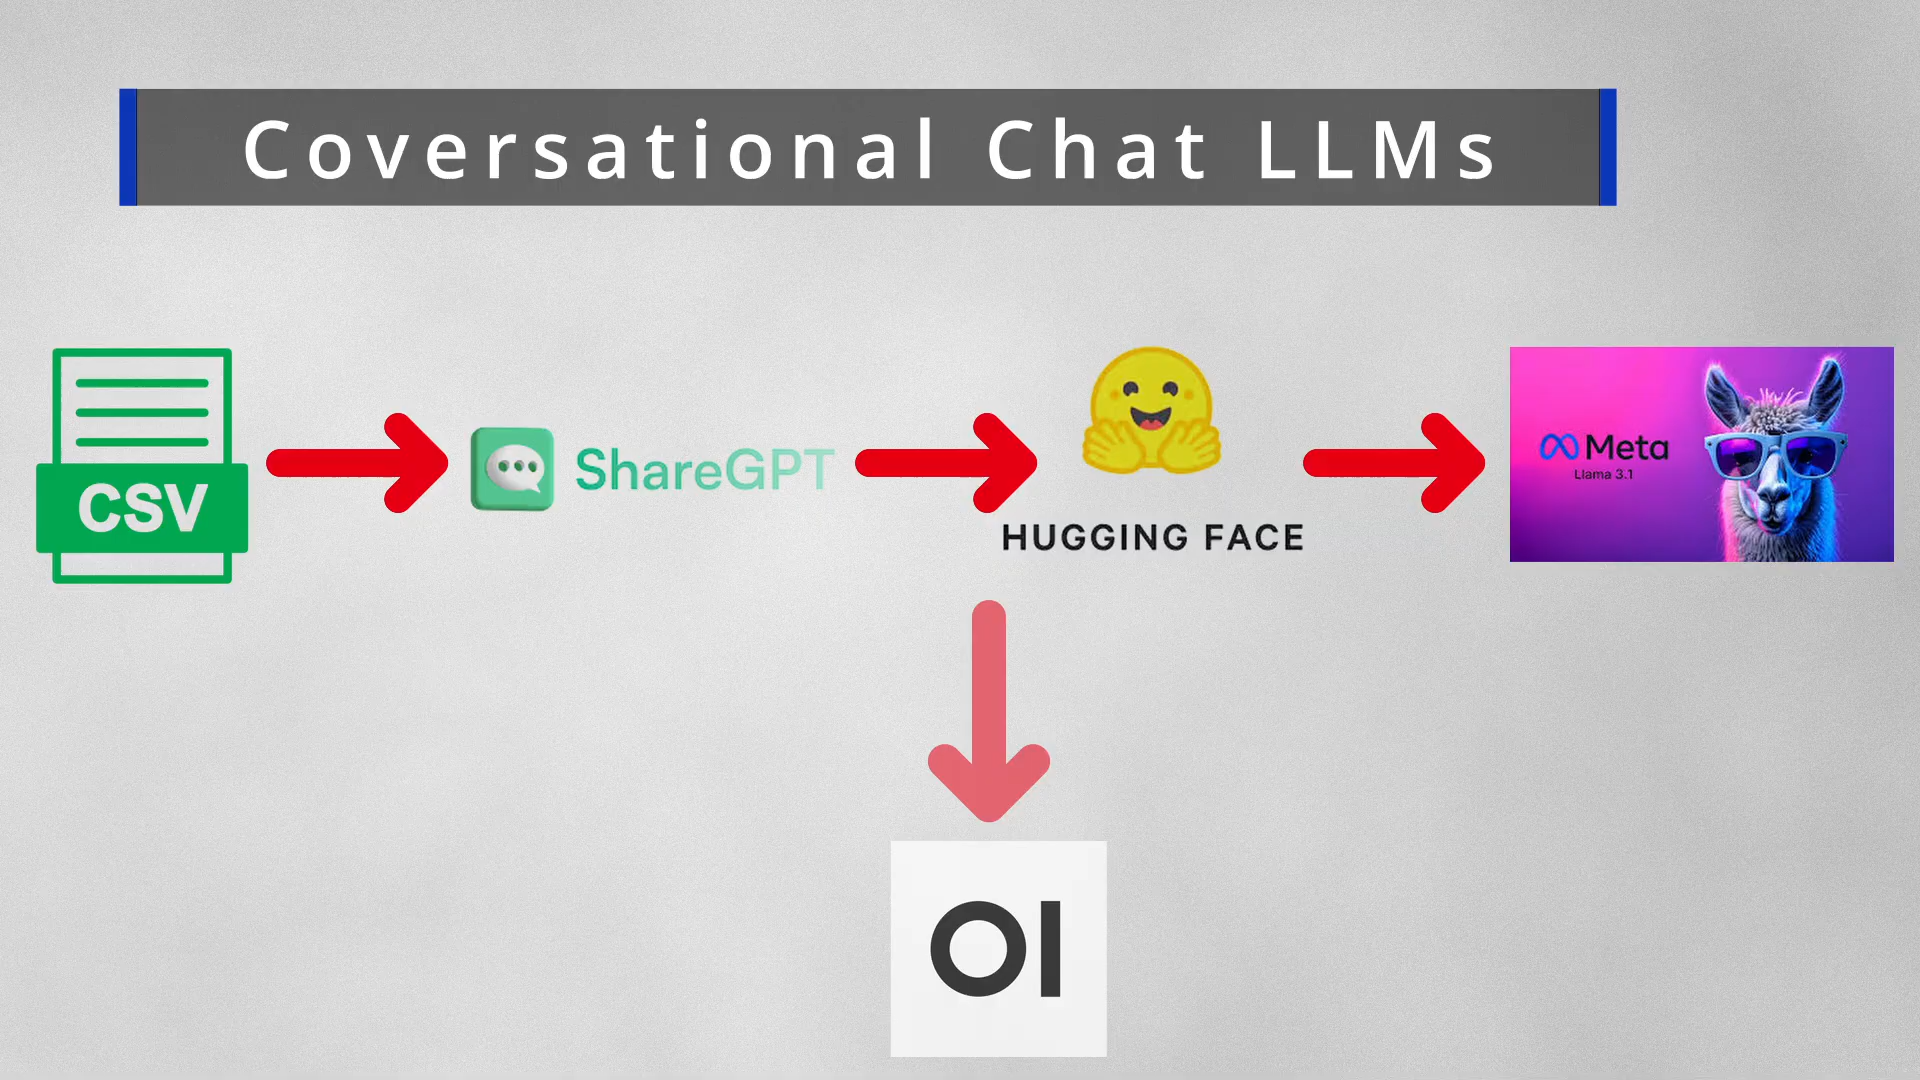 Coversational Chat LLMs
CSV
ShareGPT
HUGGING FACE
Meta
Llama 3.1
OI